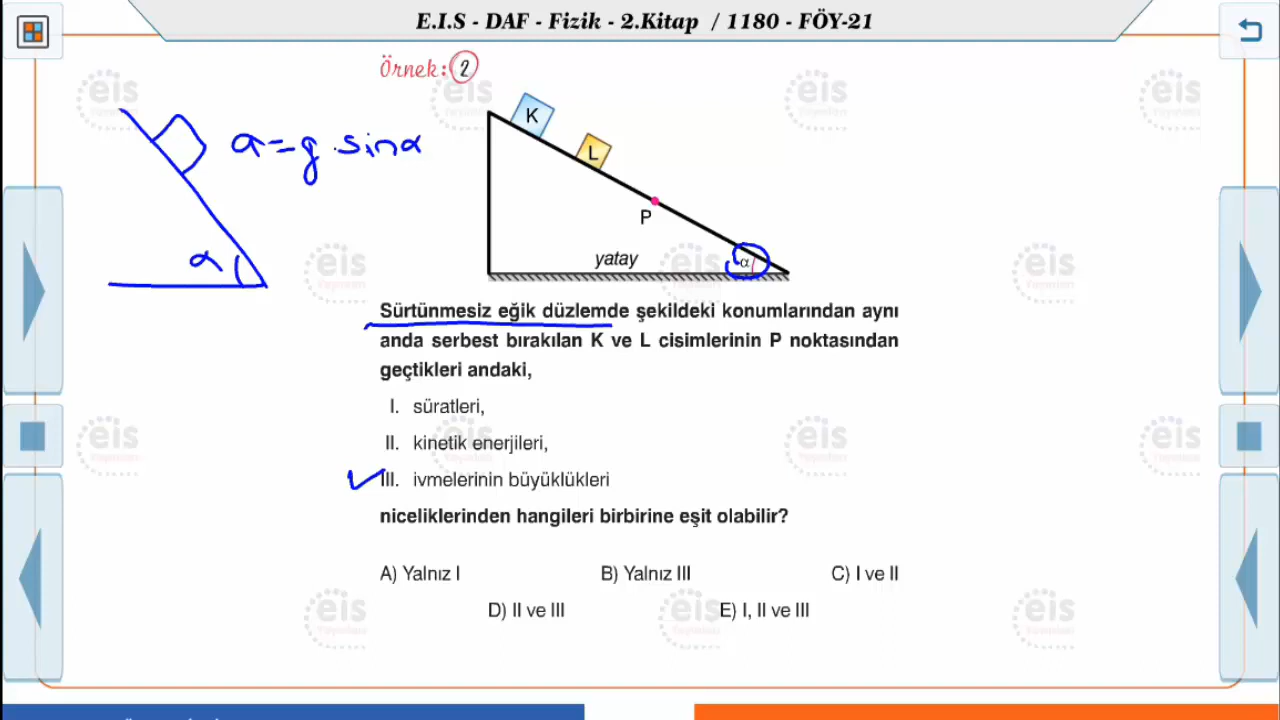 E.I.S - DAF - Fizik - 2.Kitap / 1180 - FÖY-21
Örnek: 2
a = g . sinα
α
K
L
P
yatay
α
Sürtünmesiz eğik düzlemde şekildeki konumlarından aynı
anda serbest bırakılan K ve L cisimlerinin P noktasından
geçtikleri andaki,
I. süratleri,
II. kinetik enerjileri,
III. ivmelerinin büyüklükleri
niceliklerinden hangileri birbirine eşit olabilir?
A) Yalnız I B) Yalnız III C) I ve II
D) II ve III E) I, II ve III
eis
Yayınları